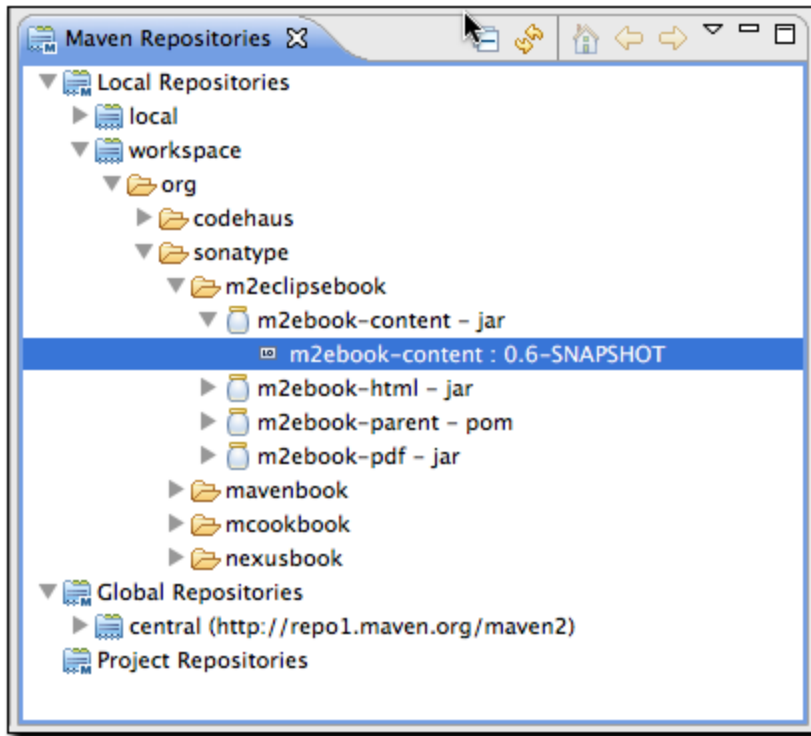 Maven Repositories
Local Repositories
local
workspace
org
codehaus
sonatype
m2eclipsebook
m2ebook-content - jar
m2ebook-content : 0.6-SNAPSHOT
m2ebook-html - jar
m2ebook-parent - pom
m2ebook-pdf - jar
mavenbook
mcookbook
nexusbook
Global Repositories
central (http://repo1.maven.org/maven2)
Project Repositories